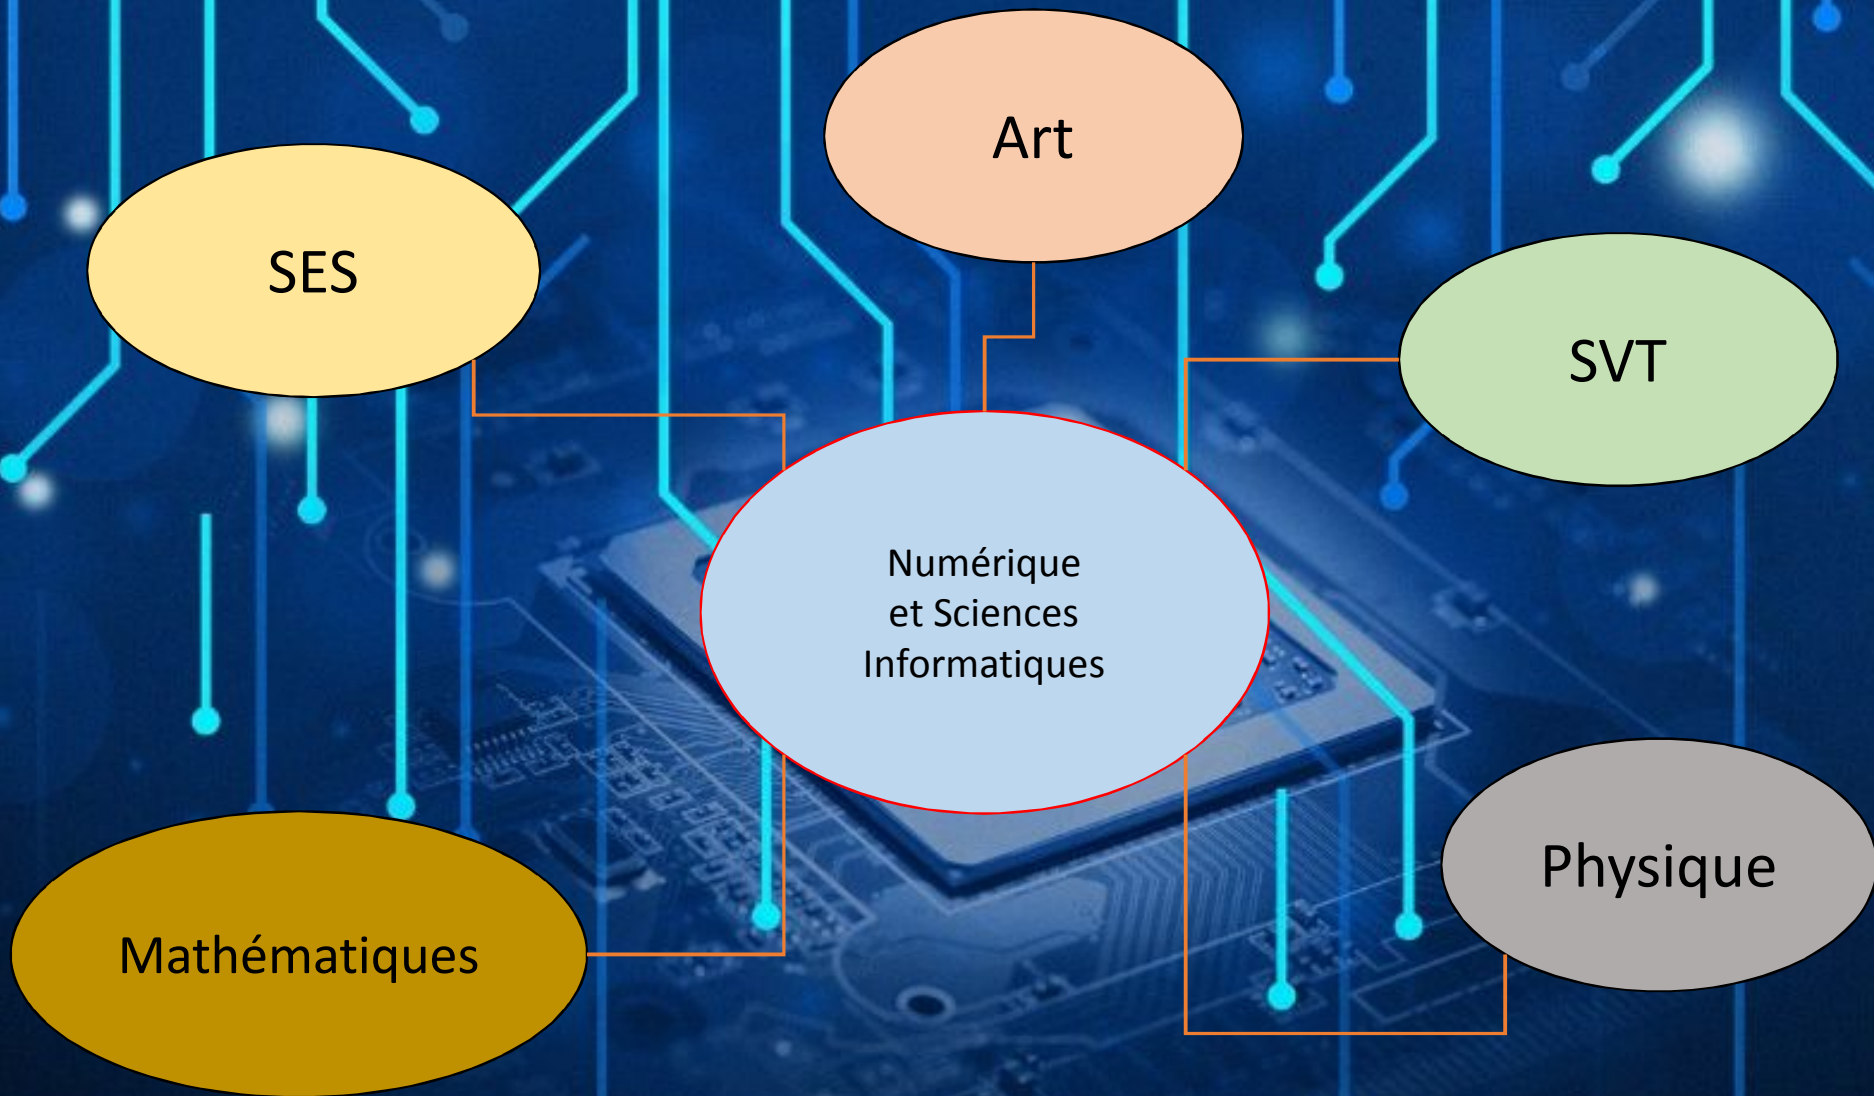 Art
SES
SVT
Numérique
et Sciences
Informatiques
Physique
Mathématiques